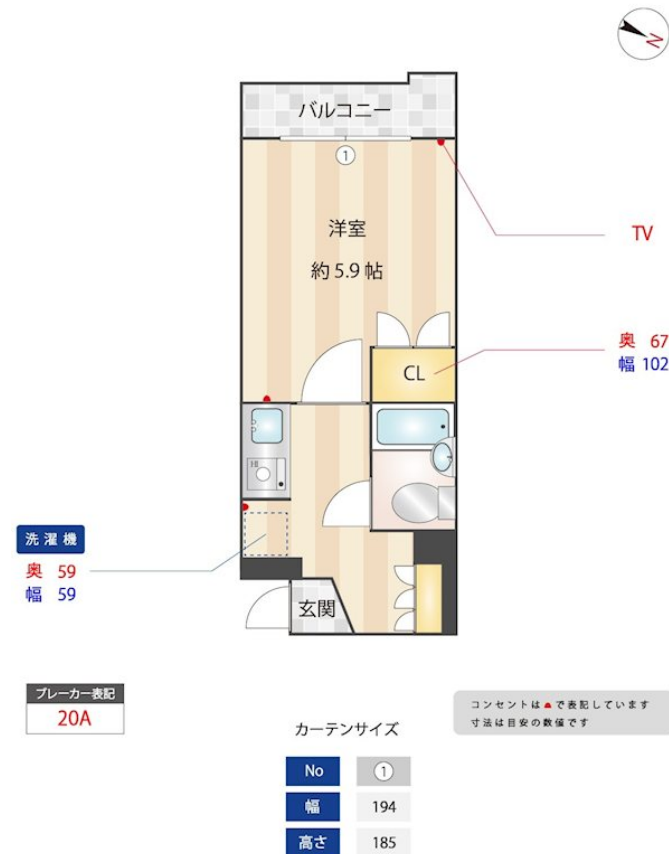 N
バルコニー
①
洋室
約 5.9 帖
TV
奥 67
幅 102
CL
HI
洗濯機
奥 59
幅 59
玄関
ブレーカー表記
20A
コンセントは で表記しています
寸法は目安の数値です
カーテンサイズ
No ①
幅 194
高さ 185